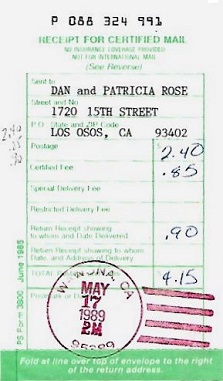 P 088 324 991
RECEIPT FOR CERTIFIED MAIL
NO INSURANCE COVERAGE PROVIDED
NOT FOR INTERNATIONAL MAIL
(See Reverse)
Sent to
DAN and PATRICIA ROSE
Street and No
1720 15TH STREET
P.O. State and ZIP Code
LOS OSOS, CA 93402
Postage $ 2.40
Certified Fee .85
Special Delivery Fee
Restricted Delivery Fee
Return Receipt showing
to whom and Date Delivered .90
Return Receipt showing to whom,
Date, and Address of Delivery
TOTAL 4.15
Postmark or
CA
MAY
17
1989
PM
95389
PS Form 3800, June 1985
Fold at line over top of envelope to the right
of the return address.